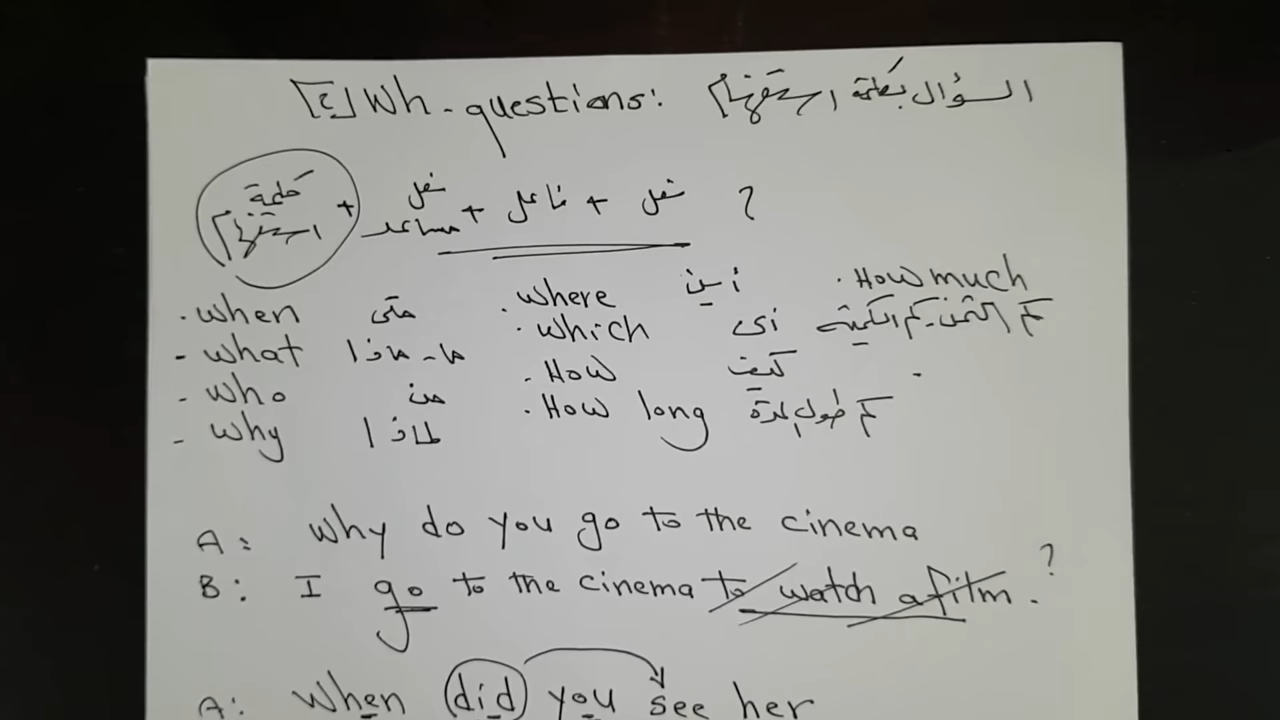 [2] Wh-questions: السؤال بكلمة استفهام
كلمة استفهام + فعل مساعد + فاعل + فعل ?
. when متى . where أين . How much
- what ما - ماذا . which أى كم الثمن - كم الكمية
- who من . How كيف .
- why لماذا . How long كم طول المدة
A: why do you go to the cinema
B: I go to the cinema to watch a film. ?
A: When did you see her